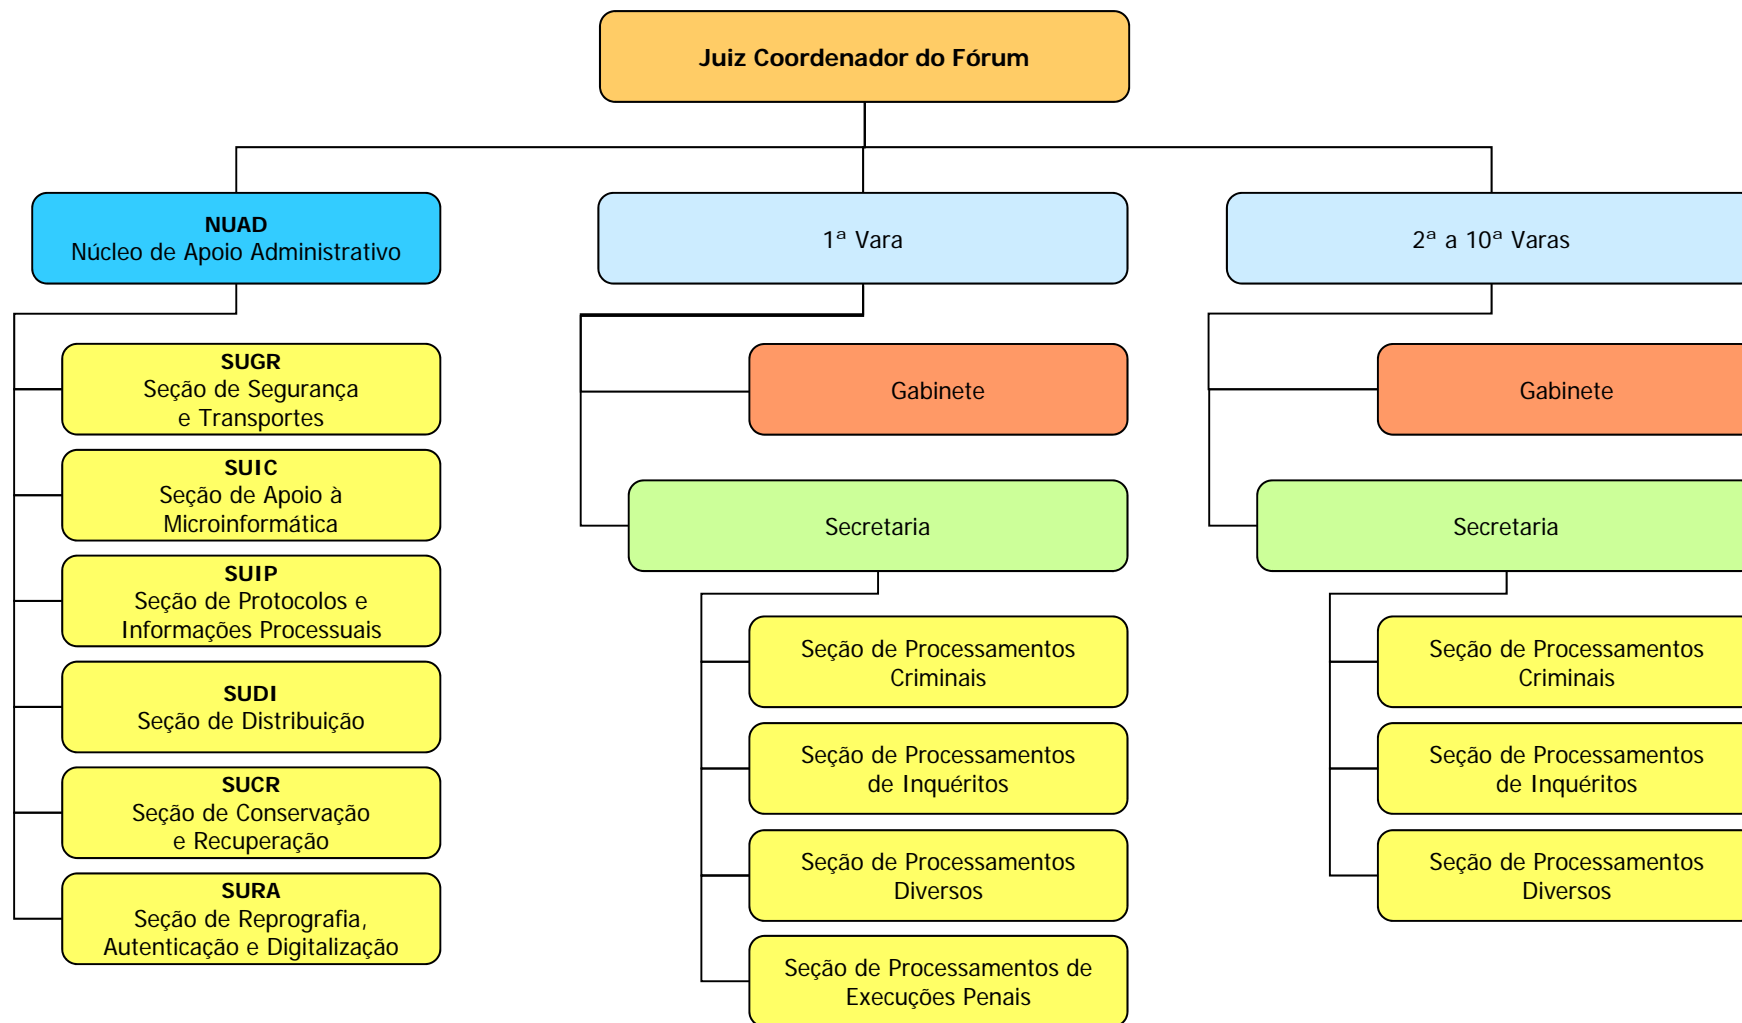 Juiz Coordenador do Fórum
NUAD
Núcleo de Apoio Administrativo
SUGR
Seção de Segurança
e Transportes
SUIC
Seção de Apoio à
Microinformática
SUIP
Seção de Protocolos e
Informações Processuais
SUDI
Seção de Distribuição
SUCR
Seção de Conservação
e Recuperação
SURA
Seção de Reprografia,
Autenticação e Digitalização
1ª Vara
Gabinete
Secretaria
Seção de Processamentos
Criminais
Seção de Processamentos
de Inquéritos
Seção de Processamentos
Diversos
Seção de Processamentos de
Execuções Penais
2ª a 10ª Varas
Gabinete
Secretaria
Seção de Processamentos
Criminais
Seção de Processamentos
de Inquéritos
Seção de Processamentos
Diversos